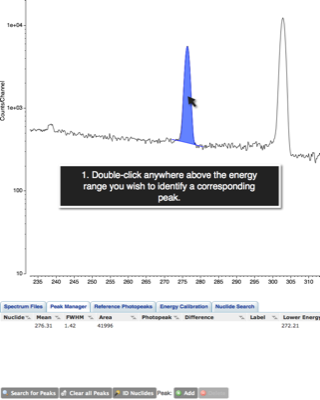 1e+04
Counts/Channel
1e+03
1. Double-click anywhere above the energy
range you wish to identify a corresponding
peak.
100
10
235 240 245 250 255 260 265 270 275 280 285 290 295 300 305 310
Spectrum Files Peak Manager Reference Photopeaks Energy Calibration Nuclide Search
Nuclide Mean FWHM Area Photopeak Difference Label Lower Energy
276.31 1.42 41996 272.21
Search for Peaks Clear all Peaks ID Nuclides Peak: Add